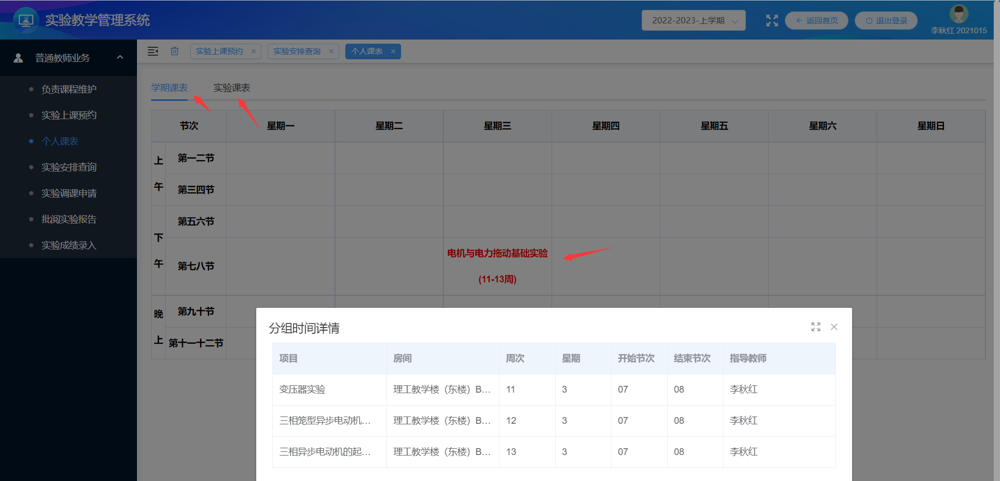 实验教学管理系统
2022-2023-上学期
返回首页
退出登录
李秋红 2021015
普通教师业务
负责课程维护
实验上课预约
个人课表
实验安排查询
实验调课申请
批阅实验报告
实验成绩录入
实验上课预约 ×
实验安排查询 ×
个人课表 ×
学期课表
实验课表
节次 星期一 星期二 星期三 星期四 星期五 星期六 星期日
上午
第一二节
第三四节
下午
第五六节
第七八节
电机与电力拖动基础实验
(11-13周)
晚上
第九十节
第十一十二节
分组时间详情
项目 房间 周次 星期 开始节次 结束节次 指导教师
变压器实验 理工教学楼（东楼）B... 11 3 07 08 李秋红
三相笼型异步电动机... 理工教学楼（东楼）B... 12 3 07 08 李秋红
三相异步电动机的起... 理工教学楼（东楼）B... 13 3 07 08 李秋红